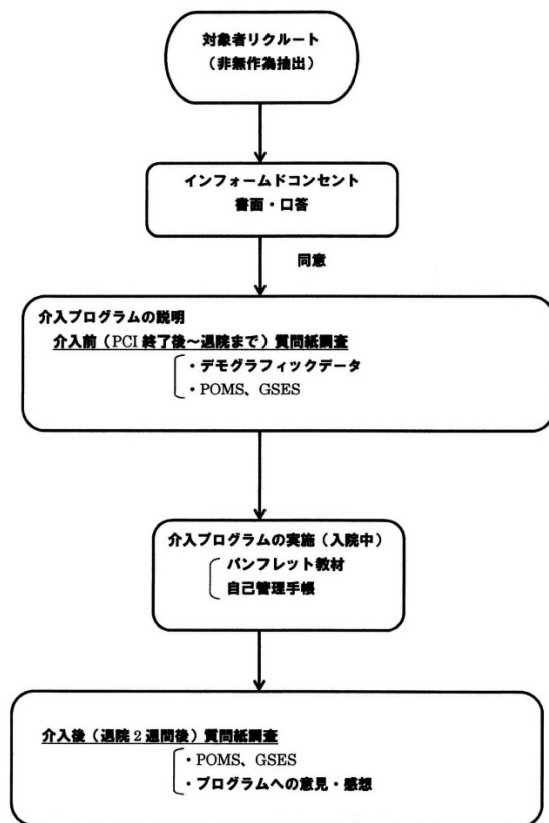 対象者リクルート
（非無作為抽出）
インフォームドコンセント
書面・口答
同意
介入プログラムの説明
介入前（PCI 終了後～退院まで）質問紙調査
・デモグラフィックデータ
・POMS、GSES
介入プログラムの実施（入院中）
パンフレット教材
自己管理手帳
介入後（退院 2 週間後）質問紙調査
・POMS、GSES
・プログラムへの意見・感想